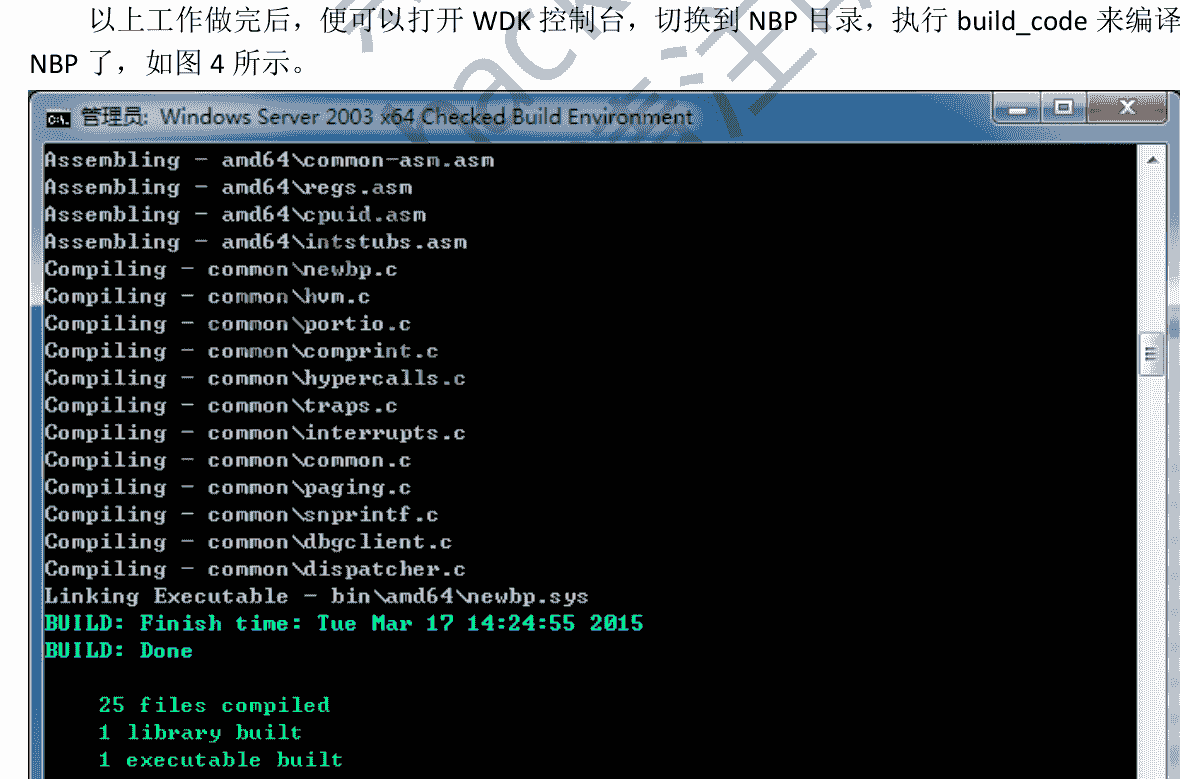 以上工作做完后，便可以打开 WDK 控制台，切换到 NBP 目录，执行 build_code 来编译
NBP 了，如图 4 所示。
管理员: Windows Server 2003 x64 Checked Build Environment
Assembling - amd64\common-asm.asm
Assembling - amd64\regs.asm
Assembling - amd64\cpuid.asm
Assembling - amd64\intstubs.asm
Compiling - common\newbp.c
Compiling - common\hvm.c
Compiling - common\portio.c
Compiling - common\comprint.c
Compiling - common\hypercalls.c
Compiling - common\traps.c
Compiling - common\interrupts.c
Compiling - common\common.c
Compiling - common\paging.c
Compiling - common\snprintf.c
Compiling - common\dbgclient.c
Compiling - common\dispatcher.c
Linking Executable - bin\amd64\newbp.sys
BUILD: Finish time: Tue Mar 17 14:24:55 2015
BUILD: Done
25 files compiled
1 library built
1 executable built